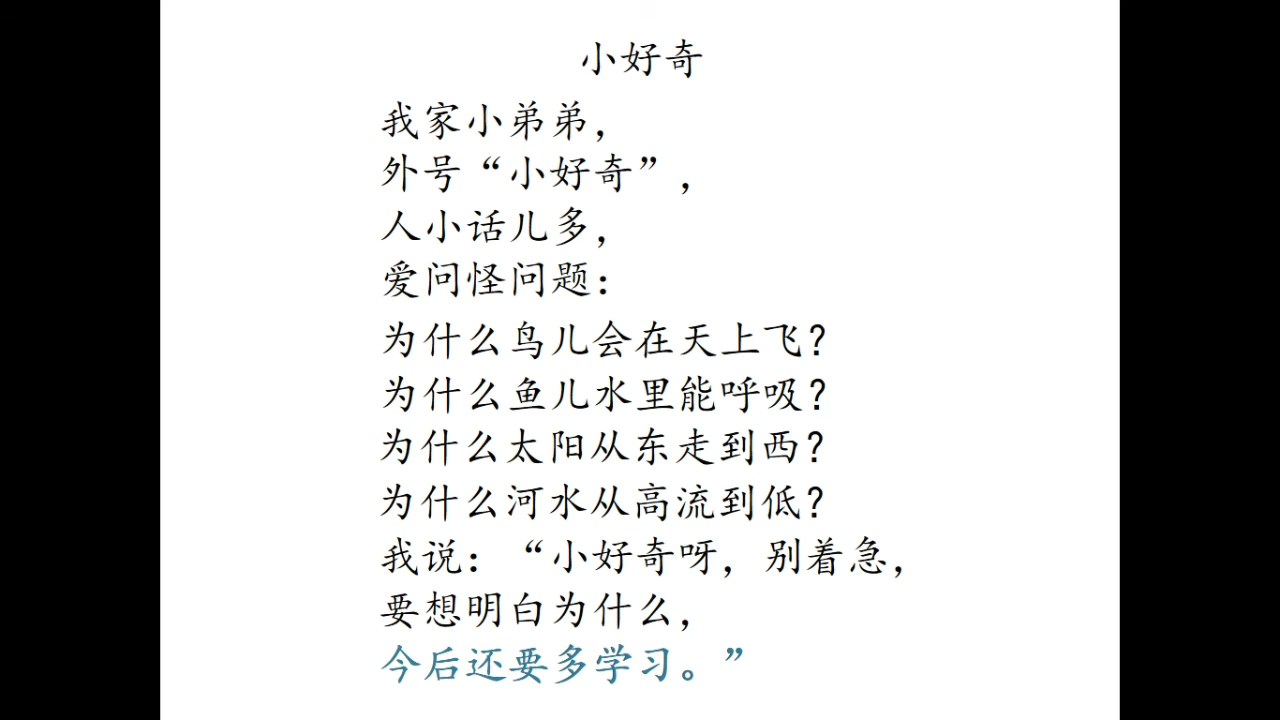 小好奇
我家小弟弟，
外号“小好奇”，
人小话儿多，
爱问怪问题：
为什么鸟儿会在天上飞？
为什么鱼儿水里能呼吸？
为什么太阳从东走到西？
为什么河水从高流到低？
我说：“小好奇呀，别着急，
要想明白为什么，
今后还要多学习。”